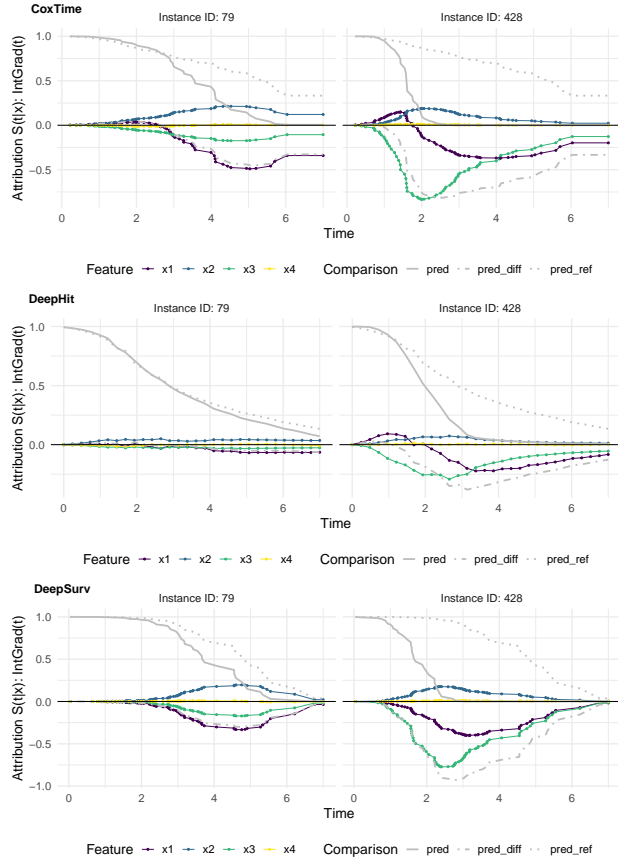 CoxTime
Instance ID: 79
Instance ID: 428
Attribution S(t|x): IntGrad(t)
1.0
0.5
0.0
−0.5
0 2 4 6
0 2 4 6
Time
Feature x1 x2 x3 x4 Comparison pred pred_diff pred_ref
DeepHit
Instance ID: 79
Instance ID: 428
Attribution S(t|x): IntGrad(t)
1.0
0.5
0.0
0 2 4 6
0 2 4 6
Time
Feature x1 x2 x3 x4 Comparison pred pred_diff pred_ref
DeepSurv
Instance ID: 79
Instance ID: 428
Attribution S(t|x): IntGrad(t)
1.0
0.5
0.0
−0.5
−1.0
0 2 4 6
0 2 4 6
Time
Feature x1 x2 x3 x4 Comparison pred pred_diff pred_ref